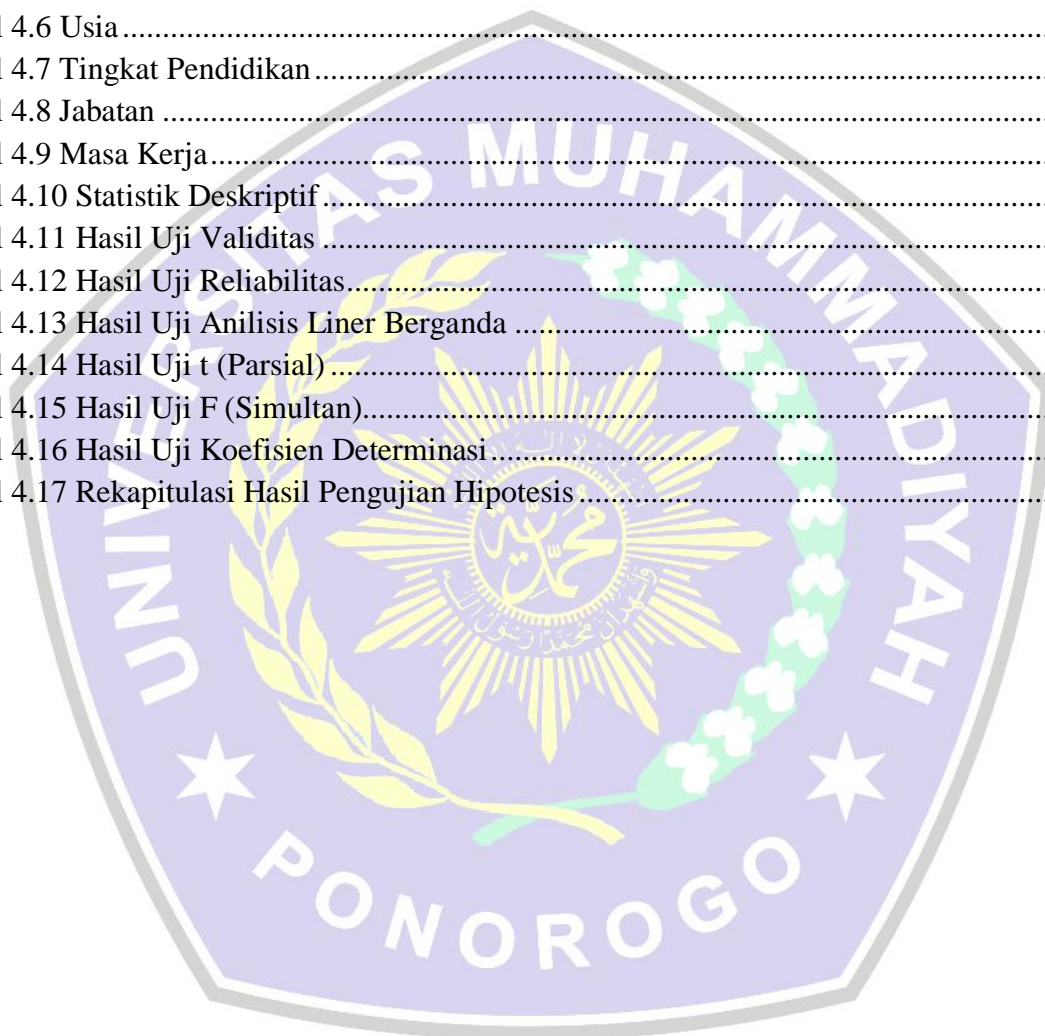 l 4.6 Usia
l 4.7 Tingkat Pendidikan
l 4.8 Jabatan
l 4.9 Masa Kerja
l 4.10 Statistik Deskriptif
l 4.11 Hasil Uji Validitas
l 4.12 Hasil Uji Reliabilitas
l 4.13 Hasil Uji Anilisis Liner Berganda
l 4.14 Hasil Uji t (Parsial)
l 4.15 Hasil Uji F (Simultan)
l 4.16 Hasil Uji Koefisien Determinasi
l 4.17 Rekapitulasi Hasil Pengujian Hipotesis
UNIVERSITAS MUHAMMADIYAH
PONOROGO